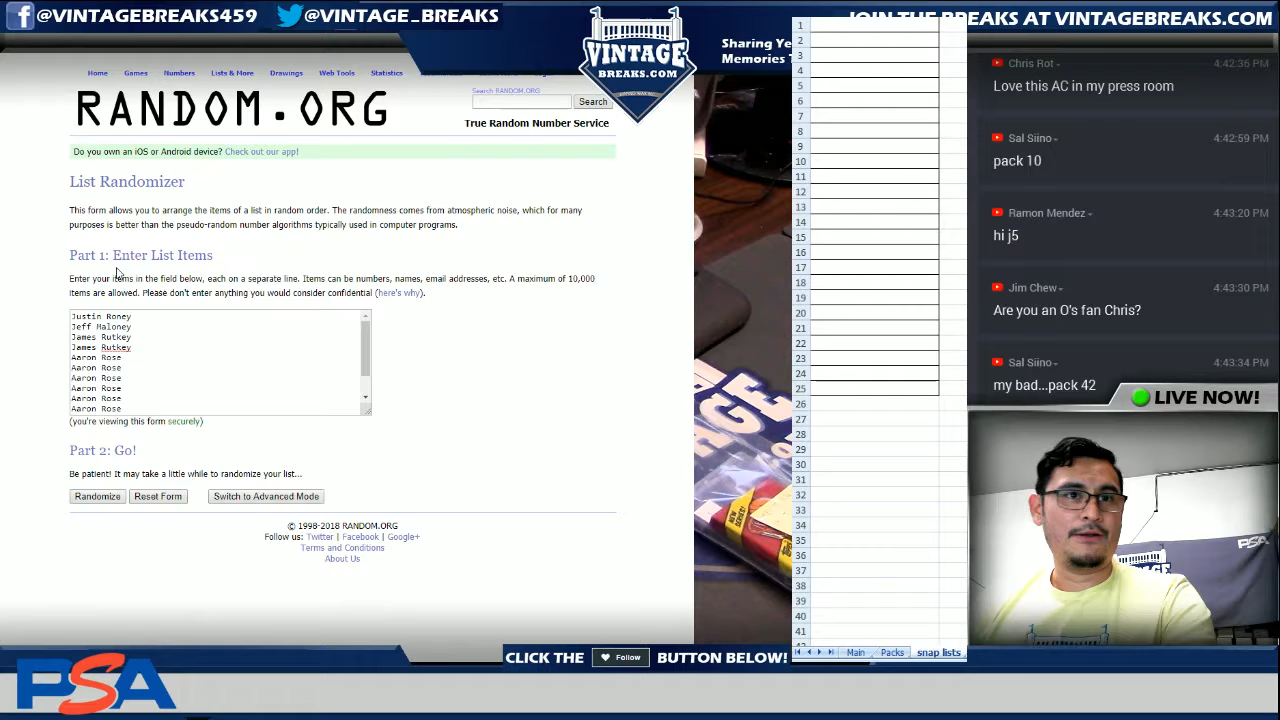 @VINTAGEBREAKS459 @VINTAGE_BREAKS
VINTAGE
BREAKS.COM
Sharing Ye
Memories T
JOIN THE BREAKS AT VINTAGEBREAKS.COM
Home Games Numbers Lists & More Drawings Web Tools Statistics
RANDOM.ORG
Search RANDOM.ORG
Search
True Random Number Service
Do you own an iOS or Android device? Check out our app!
List Randomizer
This form allows you to arrange the items of a list in random order. The randomness comes from atmospheric noise, which for many
purposes is better than the pseudo-random number algorithms typically used in computer programs.
Part 1: Enter List Items
Enter your items in the field below, each on a separate line. Items can be numbers, names, email addresses, etc. A maximum of 10,000
items are allowed. Please don't enter anything you would consider confidential (here's why).
Justin Roney
Jeff Maloney
James Rutkey
James Rutkey
Aaron Rose
Aaron Rose
Aaron Rose
Aaron Rose
Aaron Rose
Aaron Rose
(you're viewing this form securely)
Part 2: Go!
Be patient! It may take a little while to randomize your list...
Randomize Reset Form Switch to Advanced Mode
© 1998-2018 RANDOM.ORG
Follow us: Twitter | Facebook | Google+
Terms and Conditions
About Us
1
2
3
4
5
6
7
8
9
10
11
12
13
14
15
16
17
18
19
20
21
22
23
24
25
26
27
28
29
30
31
32
33
34
35
36
37
38
39
40
41
Main Packs snap lists
Chris Rot 4:42:36 PM
Love this AC in my press room
Sal Siino 4:42:59 PM
pack 10
Ramon Mendez 4:43:20 PM
hi j5
Jim Chew 4:43:30 PM
Are you an O's fan Chris?
Sal Siino 4:43:34 PM
my bad...pack 42
LIVE NOW!
NEW SERIES!
PSA
CLICK THE Follow BUTTON BELOW!
PSA